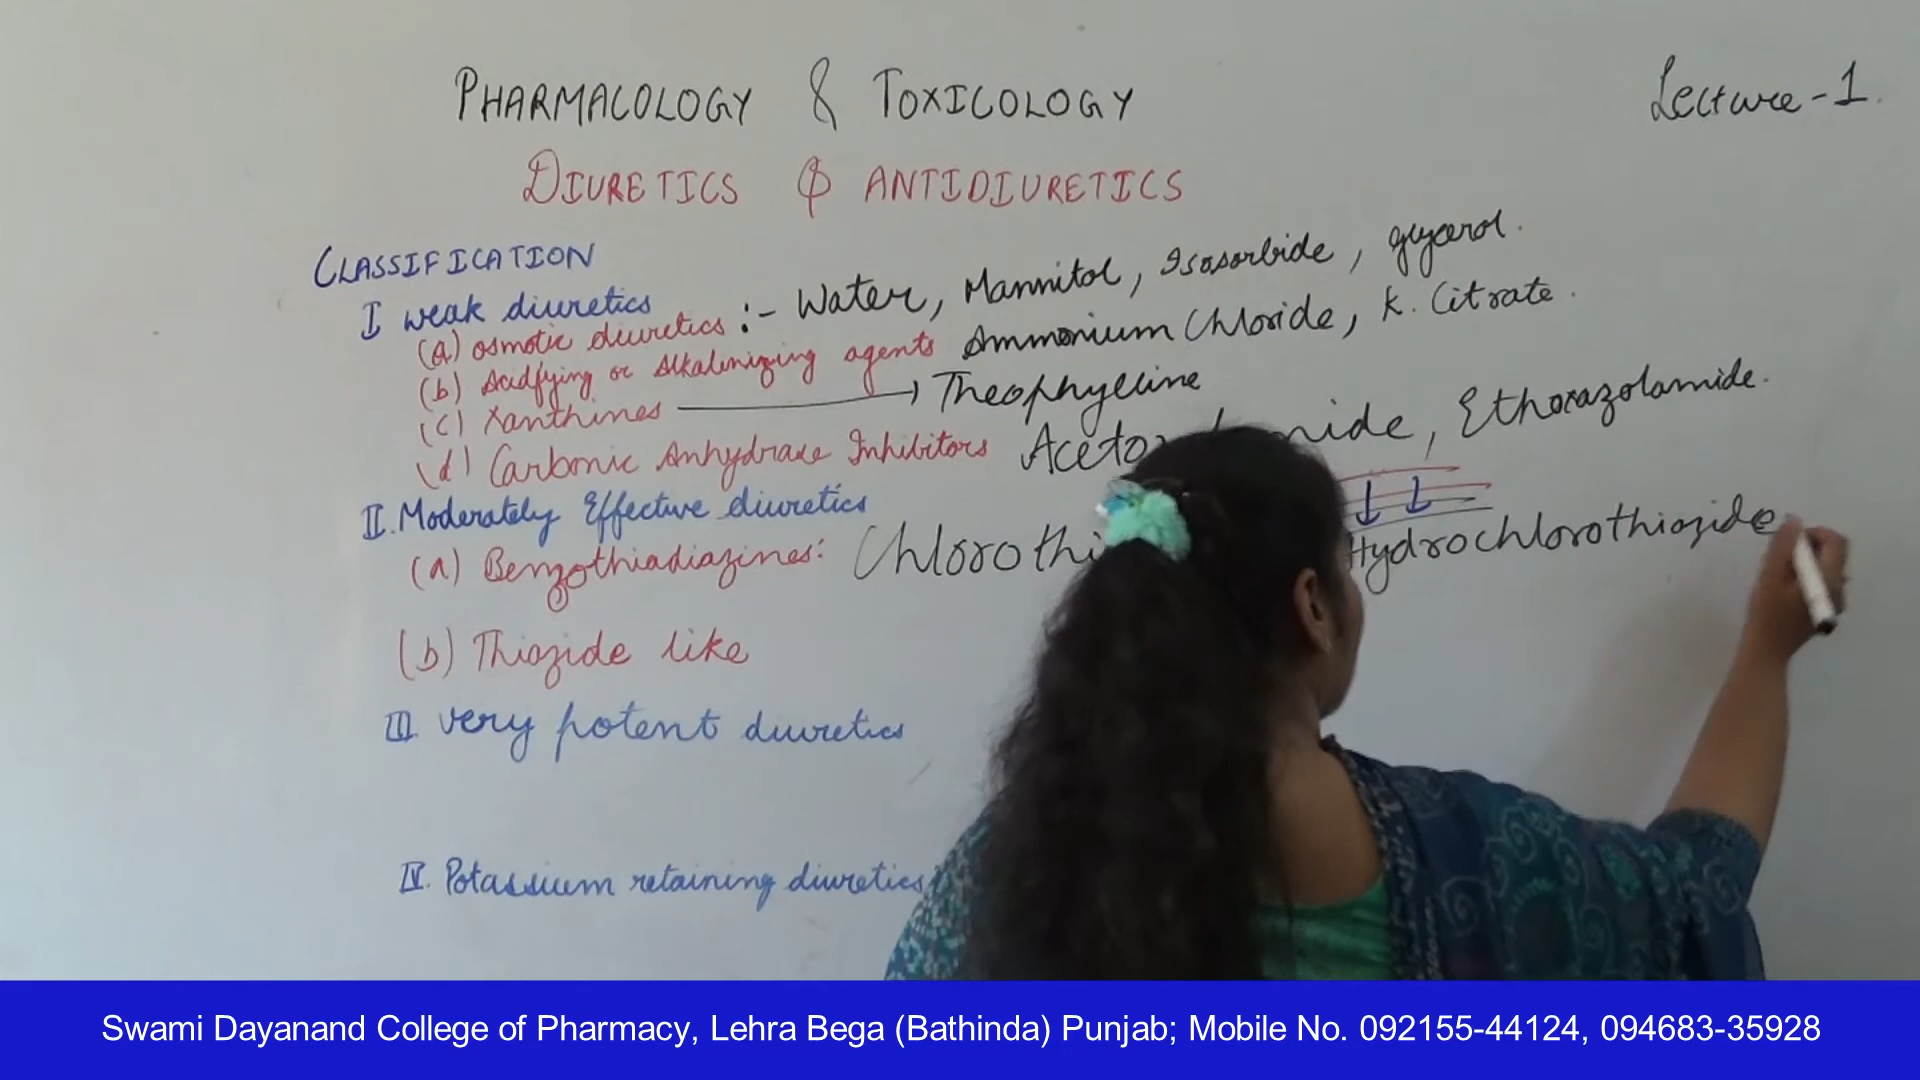 PHARMACOLOGY & TOXICOLOGY
Lecture-1.
DIURETICS & ANTIDIURETICS
CLASSIFICATION
I weak diuretics
(a) osmotic diuretics :- Water, Mannitol, Isosorbide, glycerol.
(b) Acidfying or Alkalinizing agents Ammonium Chloride, K. Citrate.
(c) Xanthines → Theophylline
(d) Carbonic Anhydrase Inhibitors Ethoxazolamide.
II. Moderately Effective diuretics
(a) Benzothiadiazines: Hydrochlorothiazide
(b) Thiazide like
III very potent diuretics
IV. Potassium retaining diuretics
Swami Dayanand College of Pharmacy, Lehra Bega (Bathinda) Punjab; Mobile No. 092155-44124, 094683-35928